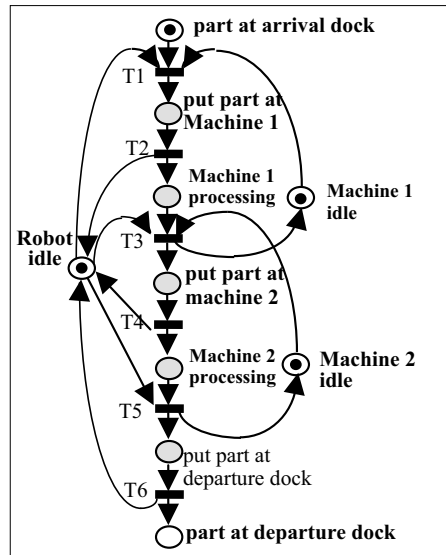 part at arrival dock
T1
put part at
Machine 1
T2
Machine 1
processing
Machine 1
idle
Robot
idle
T3
put part at
machine 2
T4
Machine 2
processing
Machine 2
idle
T5
put part at
departure dock
T6
part at departure dock